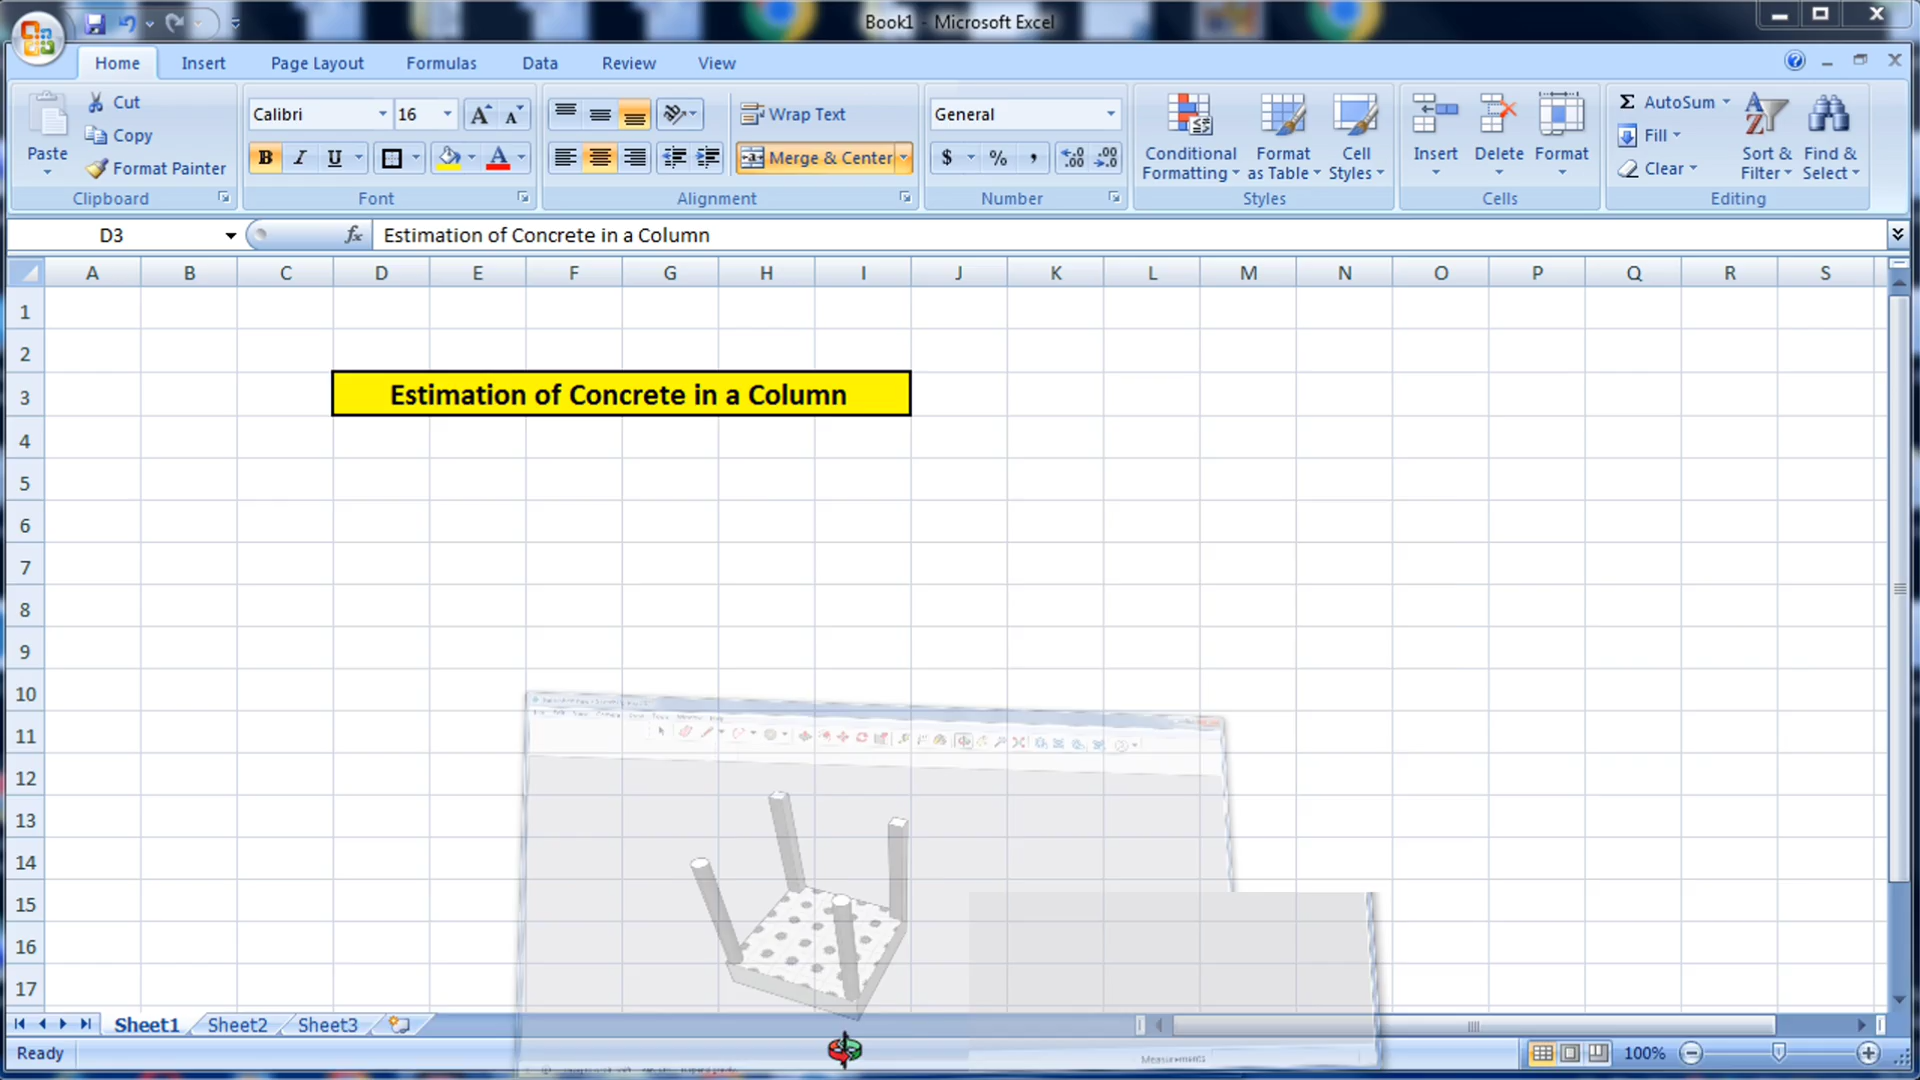 Book1 - Microsoft Excel
Home Insert Page Layout Formulas Data Review View
Paste
Cut
Copy
Format Painter
Clipboard
Calibri 16
B I U A
Font
Wrap Text
Merge & Center
Alignment
General
$ % ,
Number
Conditional Formatting
Format as Table
Cell Styles
Styles
Insert Delete Format
Cells
Σ AutoSum
Fill
Clear
Sort & Filter
Find & Select
Editing
D3 fx Estimation of Concrete in a Column
A B C D E F G H I J K L M N O P Q R S
1
2
3 Estimation of Concrete in a Column
4
5
6
7
8
9
10
11
12
13
14
15
16
17
Sheet1 Sheet2 Sheet3
Measurements
Ready 100%